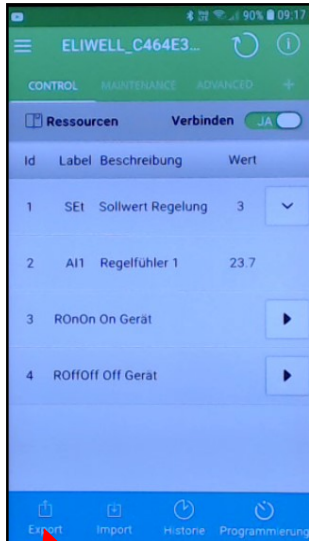 90% 09:17
ELIWELL_C464E3...
CONTROL MAINTENANCE ADVANCED +
Ressourcen Verbinden JA
Id Label Beschreibung Wert
1 SEt Sollwert Regelung 3
2 AI1 Regelfühler 1 23.7
3 ROnOn On Gerät
4 ROffOff Off Gerät
Export Import Historie Programmierung